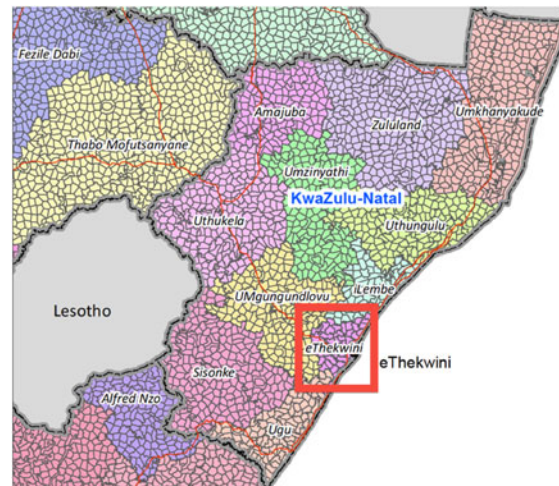 Fezile Dabi
Amajuba
Umkhanyakude
Zululand
Thabo Mofutsanyane
Umzinyathi
KwaZulu-Natal
Uthukela
Uthungulu
Lesotho
UMgungundlovu
iLembe
eThekwini
eThekwini
Sisonke
Alfred Nzo
Ugu